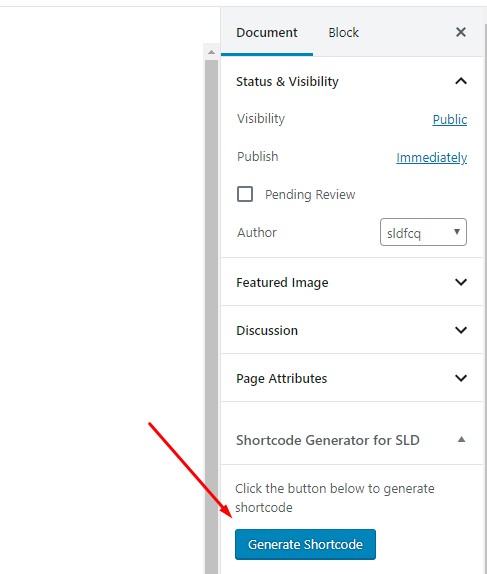 Document Block ×
Status & Visibility
Visibility Public
Publish Immediately
Pending Review
Author sldfcq
Featured Image
Discussion
Page Attributes
Shortcode Generator for SLD
Click the button below to generate
shortcode
Generate Shortcode